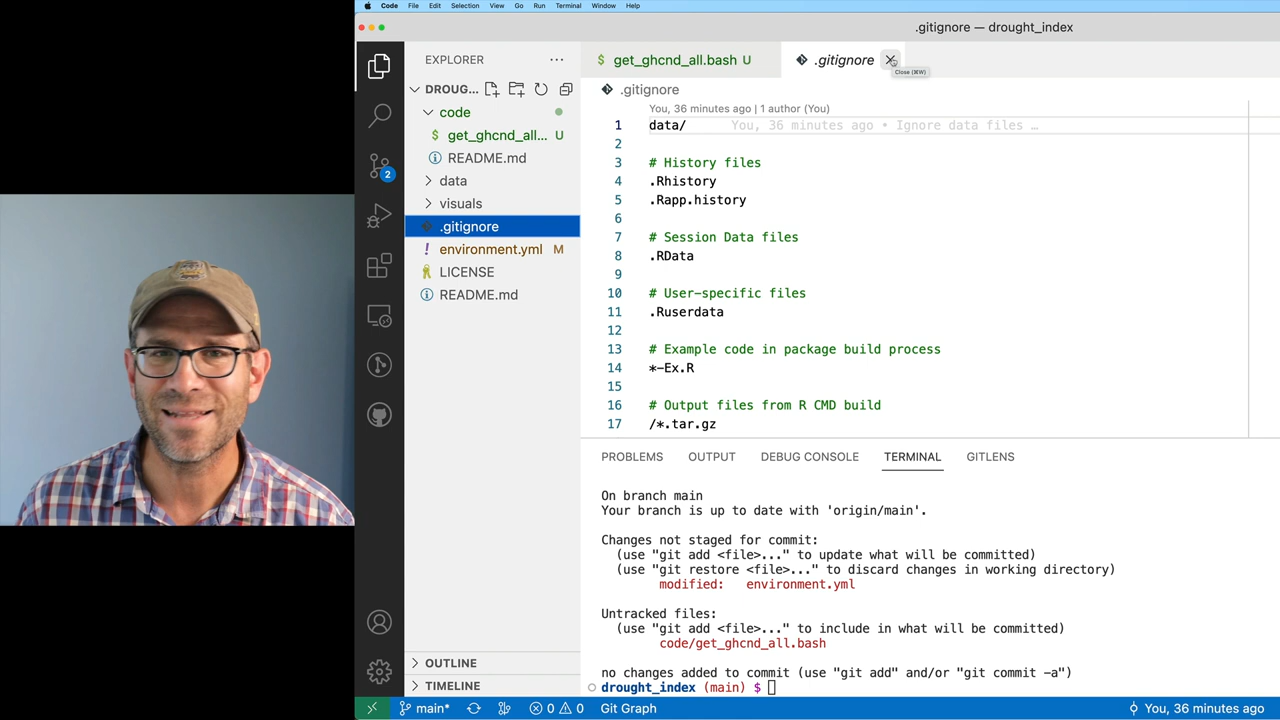 Code File Edit Selection View Go Run Terminal Window Help
.gitignore — drought_index
EXPLORER
$ get_ghcnd_all.bash U
.gitignore
Close (⌘W)
DROUG...
.gitignore
code
You, 36 minutes ago | 1 author (You)
$ get_ghcnd_all... U
README.md
data
visuals
.gitignore
! environment.yml M
LICENSE
README.md
1 data/ You, 36 minutes ago • Ignore data files …
2
3 # History files
4 .Rhistory
5 .Rapp.history
6
7 # Session Data files
8 .RData
9
10 # User-specific files
11 .Ruserdata
12
13 # Example code in package build process
14 *-Ex.R
15
16 # Output files from R CMD build
17 /*.tar.gz
2
PROBLEMS OUTPUT DEBUG CONSOLE TERMINAL GITLENS
On branch main
Your branch is up to date with 'origin/main'.
Changes not staged for commit:
(use "git add <file>..." to update what will be committed)
(use "git restore <file>..." to discard changes in working directory)
modified: environment.yml
Untracked files:
(use "git add <file>..." to include in what will be committed)
code/get_ghcnd_all.bash
no changes added to commit (use "git add" and/or "git commit -a")
drought_index (main) $
OUTLINE
TIMELINE
main* 0 0 Git Graph You, 36 minutes ago